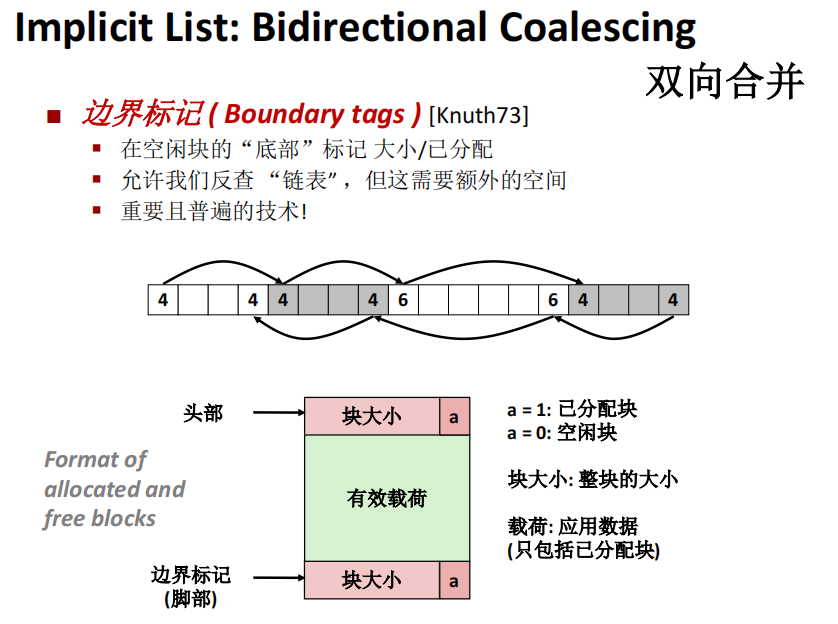 Implicit List: Bidirectional Coalescing
双向合并
边界标记 ( Boundary tags ) [Knuth73]
在空闲块的“底部”标记 大小/已分配
允许我们反查 “链表” ，但这需要额外的空间
重要且普遍的技术!
4 4 4 4 6 6 4 4
头部
块大小 a
a = 1: 已分配块
a = 0: 空闲块
Format of
allocated and
free blocks
有效载荷
块大小: 整块的大小
载荷: 应用数据
(只包括已分配块)
边界标记
(脚部)
块大小 a